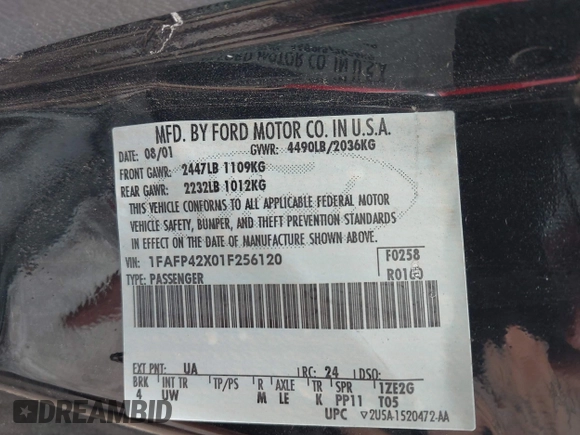 MFD. BY FORD MOTOR CO. IN U.S.A.
DATE: 08/01 GVWR: 4490LB/2036KG
FRONT GAWR: 2447LB 1109KG
REAR GAWR: 2232LB 1012KG
THIS VEHICLE CONFORMS TO ALL APPLICABLE FEDERAL MOTOR
VEHICLE SAFETY, BUMPER, AND THEFT PREVENTION STANDARDS
IN EFFECT ON THE DATE OF MANUFACTURE SHOWN ABOVE.
VIN: 1FAFP42X01F256120 F0258
TYPE: PASSENGER R01
EXT PNT: UA RC: 24 DSO:
BRK INT TR TP/PS R AXLE TR SPR 1ZE2G
4 UW M LE K PP11 T05
UPC 2USA-1520472-AA
DREAMBID